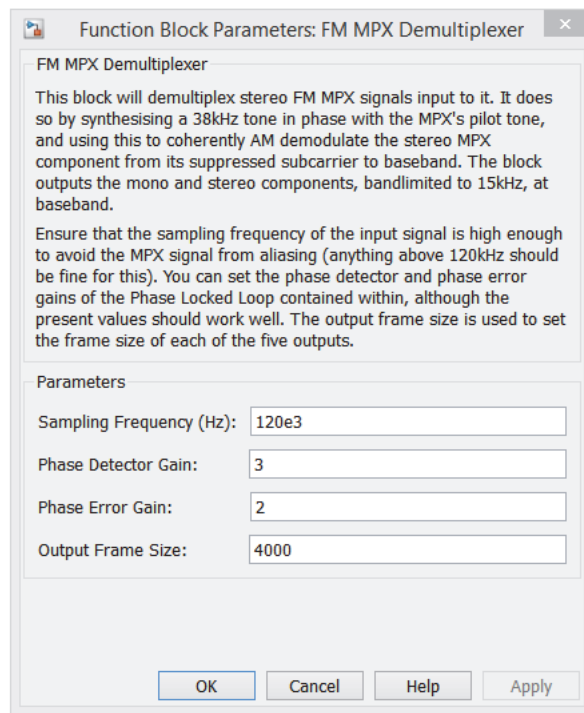 Function Block Parameters: FM MPX Demultiplexer
FM MPX Demultiplexer
This block will demultiplex stereo FM MPX signals input to it. It does
so by synthesising a 38kHz tone in phase with the MPX's pilot tone,
and using this to coherently AM demodulate the stereo MPX
component from its suppressed subcarrier to baseband. The block
outputs the mono and stereo components, bandlimited to 15kHz, at
baseband.
Ensure that the sampling frequency of the input signal is high enough
to avoid the MPX signal from aliasing (anything above 120kHz should
be fine for this). You can set the phase detector and phase error
gains of the Phase Locked Loop contained within, although the
present values should work well. The output frame size is used to set
the frame size of each of the five outputs.
Parameters
Sampling Frequency (Hz): 120e3
Phase Detector Gain: 3
Phase Error Gain: 2
Output Frame Size: 4000
OK Cancel Help Apply